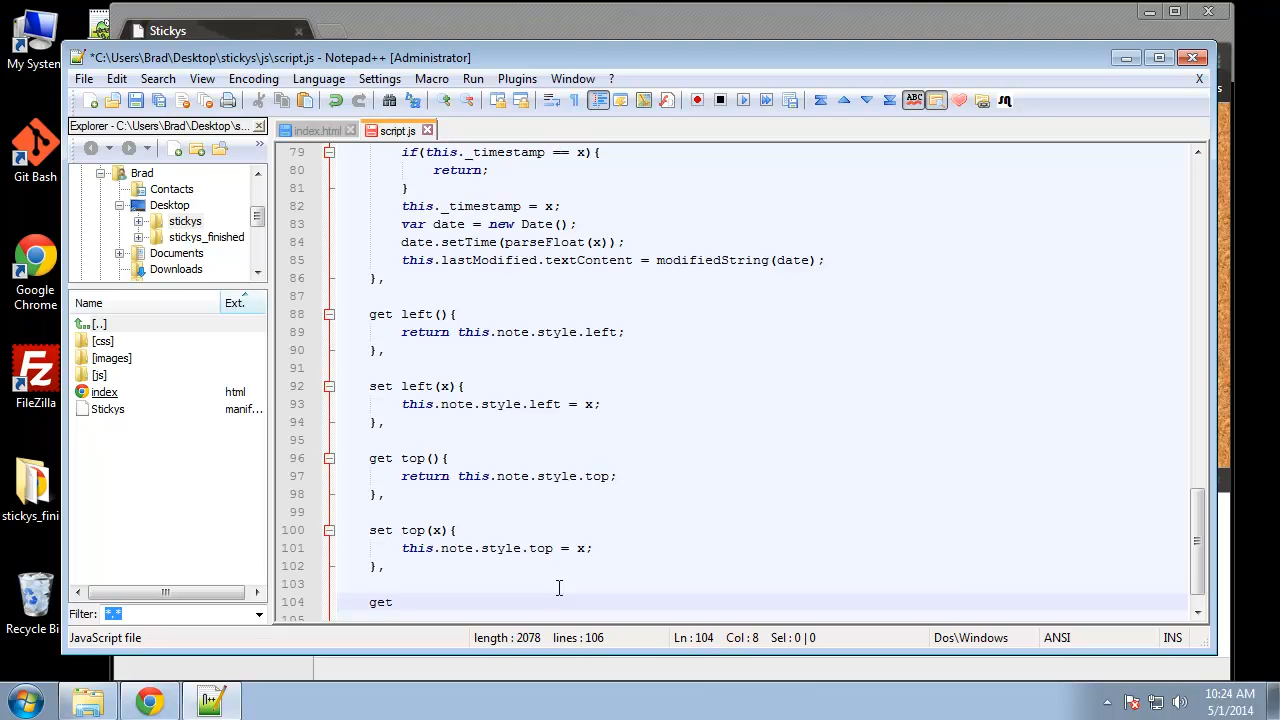 Stickys
My System
*C:\Users\Brad\Desktop\stickys\js\script.js - Notepad++ [Administrator]
File Edit Search View Encoding Language Settings Macro Run Plugins Window ? X
ABC
Explorer - C:\Users\Brad\Desktop\s...
index.html
script.js
Brad
Contacts
Desktop
stickys
stickys_finished
Documents
Downloads
Git Bash
Google
Chrome
FileZilla
stickys_fini
Recycle Bi
Name Ext.
[..]
[css]
[images]
[js]
index html
Stickys manif...
79 if(this._timestamp == x){
80 return;
81 }
82 this._timestamp = x;
83 var date = new Date();
84 date.setTime(parseFloat(x));
85 this.lastModified.textContent = modifiedString(date);
86 },
87
88 get left(){
89 return this.note.style.left;
90 },
91
92 set left(x){
93 this.note.style.left = x;
94 },
95
96 get top(){
97 return this.note.style.top;
98 },
99
100 set top(x){
101 this.note.style.top = x;
102 },
103
104 get
105
Filter: *.*
JavaScript file length : 2078 lines : 106 Ln : 104 Col : 8 Sel : 0 | 0 Dos\Windows ANSI INS
10:24 AM
5/1/2014